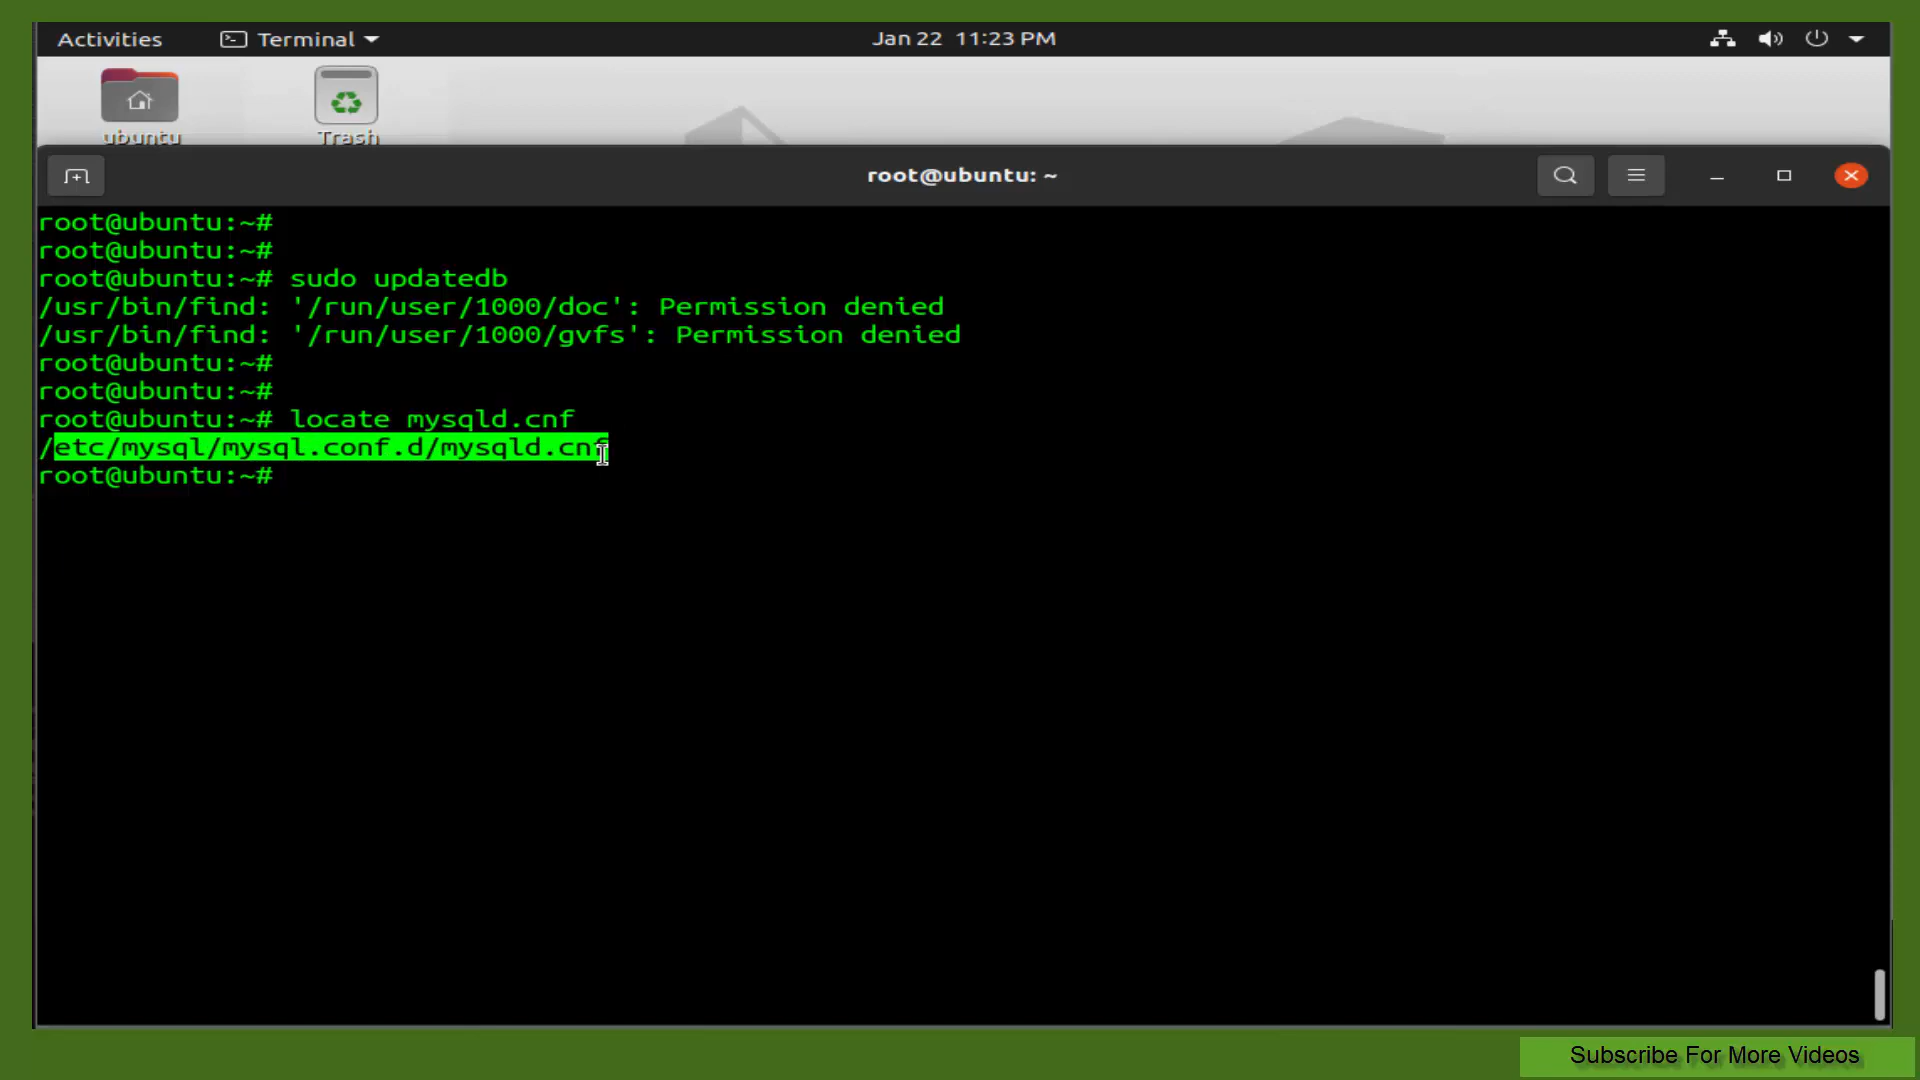 Activities Terminal Jan 22 11:23 PM
ubuntu Trash
root@ubuntu: ~
root@ubuntu:~#
root@ubuntu:~#
root@ubuntu:~# sudo updatedb
/usr/bin/find: '/run/user/1000/doc': Permission denied
/usr/bin/find: '/run/user/1000/gvfs': Permission denied
root@ubuntu:~#
root@ubuntu:~#
root@ubuntu:~# locate mysqld.cnf
/etc/mysql/mysql.conf.d/mysqld.cnf
root@ubuntu:~#
Subscribe For More Videos